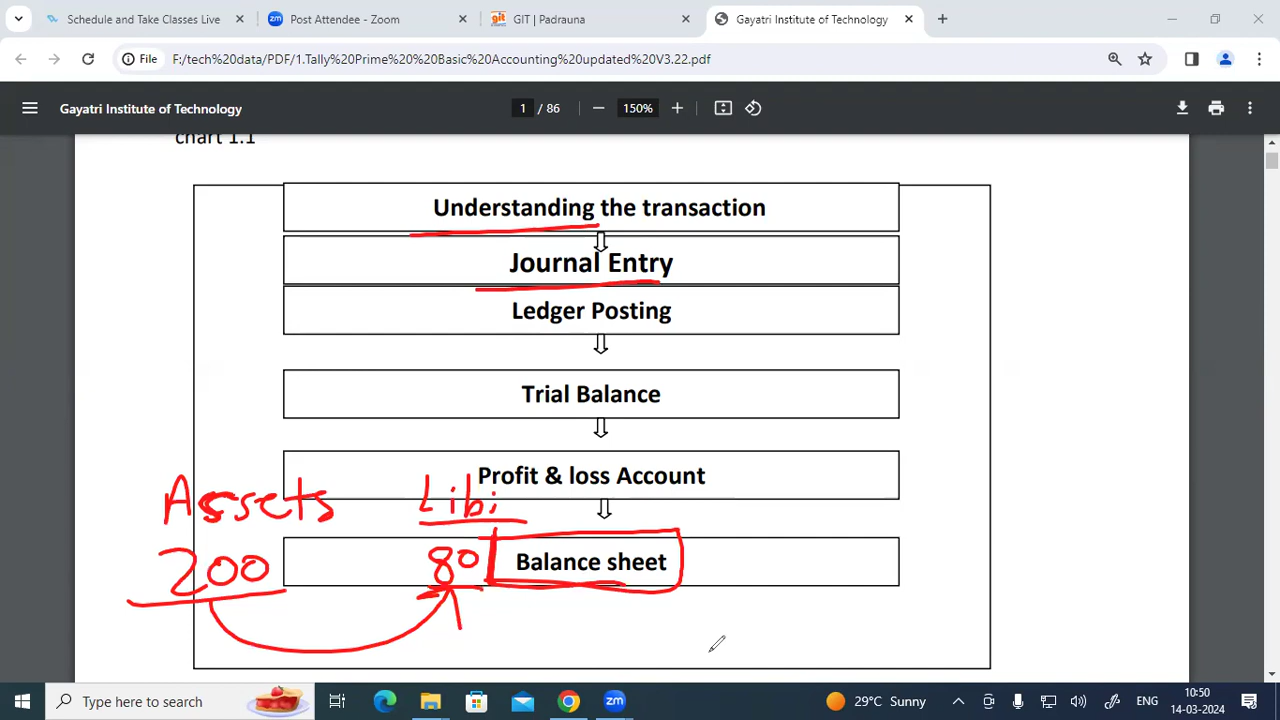 Schedule and Take Classes Live
Post Attendee - Zoom
GIT | Padrauna
Gayatri Institute of Technology
File
F:/tech%20data/PDF/1.Tally%20Prime%20%20Basic%20Accounting%20updated%20V3.22.pdf
Gayatri Institute of Technology
1 / 86
150%
chart 1.1
Understanding the transaction
Journal Entry
Ledger Posting
Trial Balance
Profit & loss Account
Assets Libi
200 80 Balance sheet
Type here to search
29°C Sunny
ENG
10:50
14-03-2024